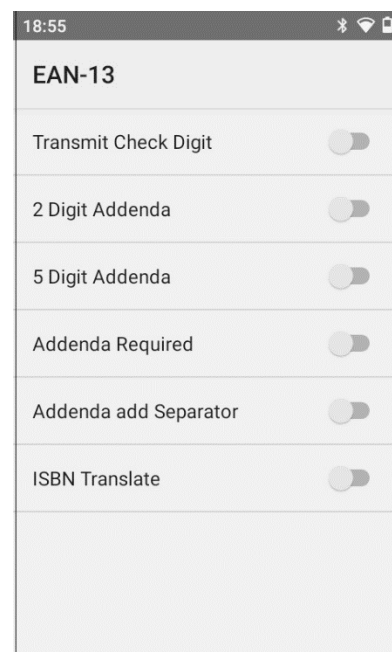 18:55
EAN-13
Transmit Check Digit
2 Digit Addenda
5 Digit Addenda
Addenda Required
Addenda add Separator
ISBN Translate